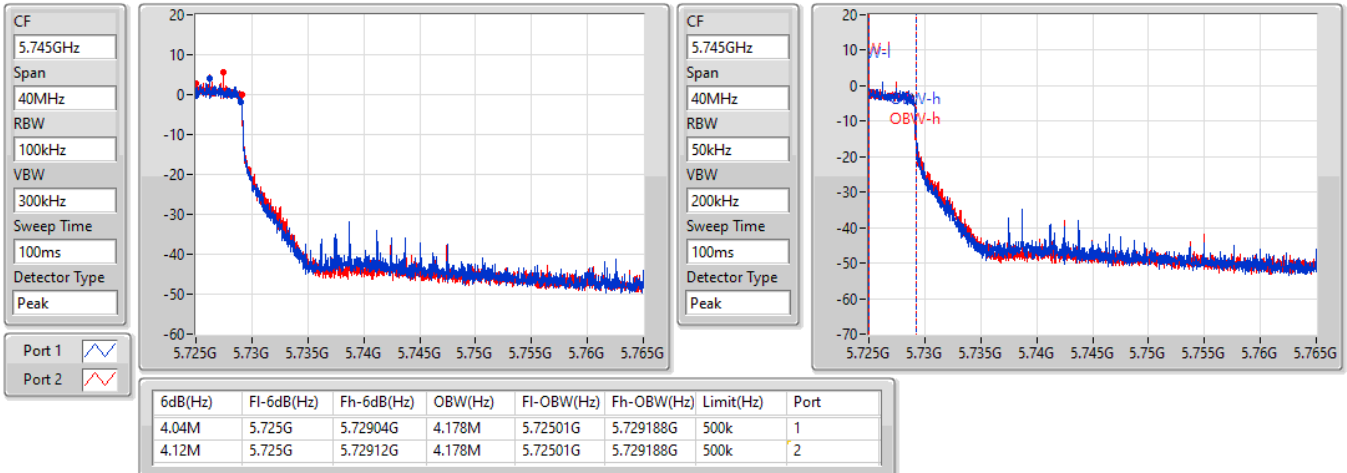 CF
5.745GHz
Span
40MHz
RBW
100kHz
VBW
300kHz
Sweep Time
100ms
Detector Type
Peak
Port 1
Port 2
20
10
0
-10
-20
-30
-40
-50
-60
5.725G 5.73G 5.735G 5.74G 5.745G 5.75G 5.755G 5.76G 5.765G
CF
5.745GHz
Span
40MHz
RBW
50kHz
VBW
200kHz
Sweep Time
100ms
Detector Type
Peak
20
10
0
-10
-20
-30
-40
-50
-60
-70
W-l
OBW-h
OBW-h
5.725G 5.73G 5.735G 5.74G 5.745G 5.75G 5.755G 5.76G 5.765G
6dB(Hz) Fl-6dB(Hz) Fh-6dB(Hz) OBW(Hz) Fl-OBW(Hz) Fh-OBW(Hz) Limit(Hz) Port
4.04M 5.725G 5.72904G 4.178M 5.72501G 5.729188G 500k 1
4.12M 5.725G 5.72912G 4.178M 5.72501G 5.729188G 500k 2